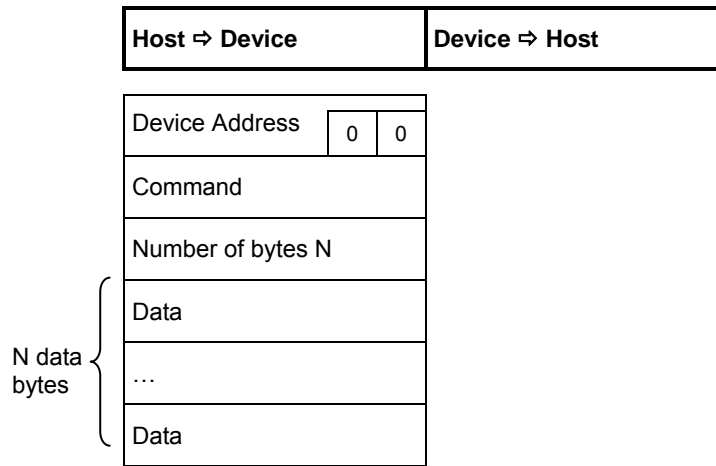 Host ⇨ Device
Device ⇨ Host
Device Address
0 0
Command
Number of bytes N
Data
N data
bytes
…
Data